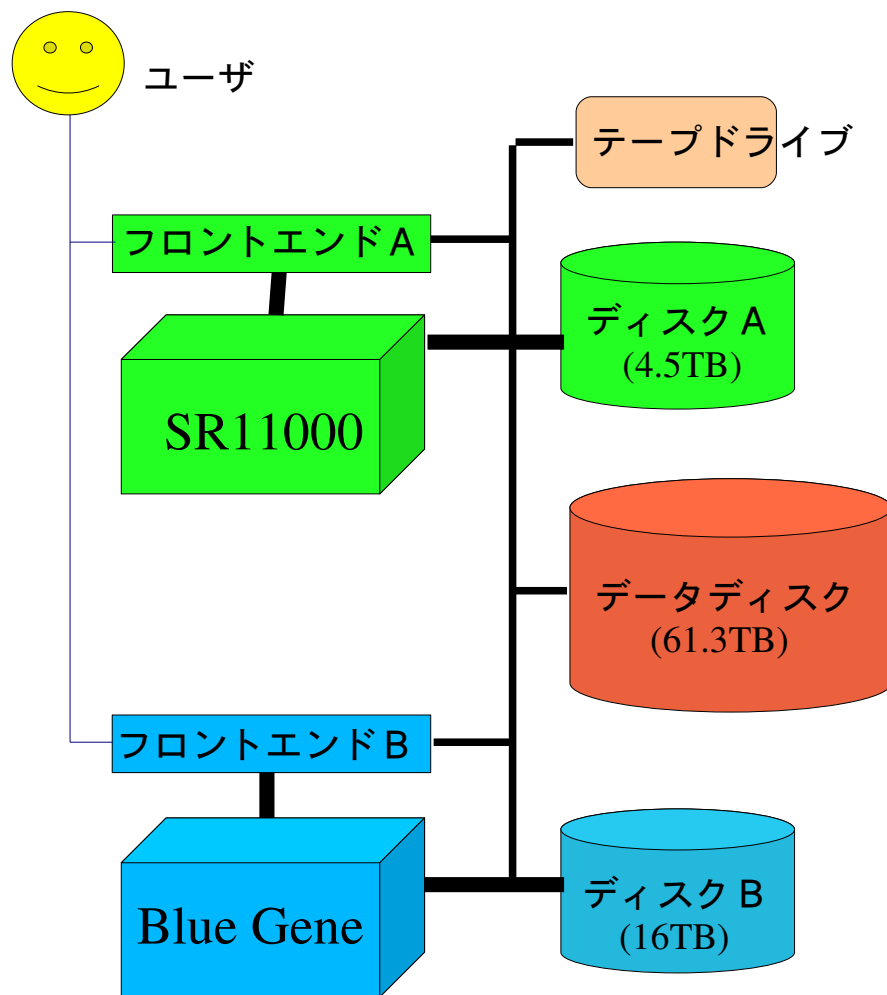 ユーザ
テープドライブ
フロントエンドA
ディスクA
(4.5TB)
SR11000
データディスク
(61.3TB)
フロントエンドB
ディスクB
(16TB)
Blue Gene